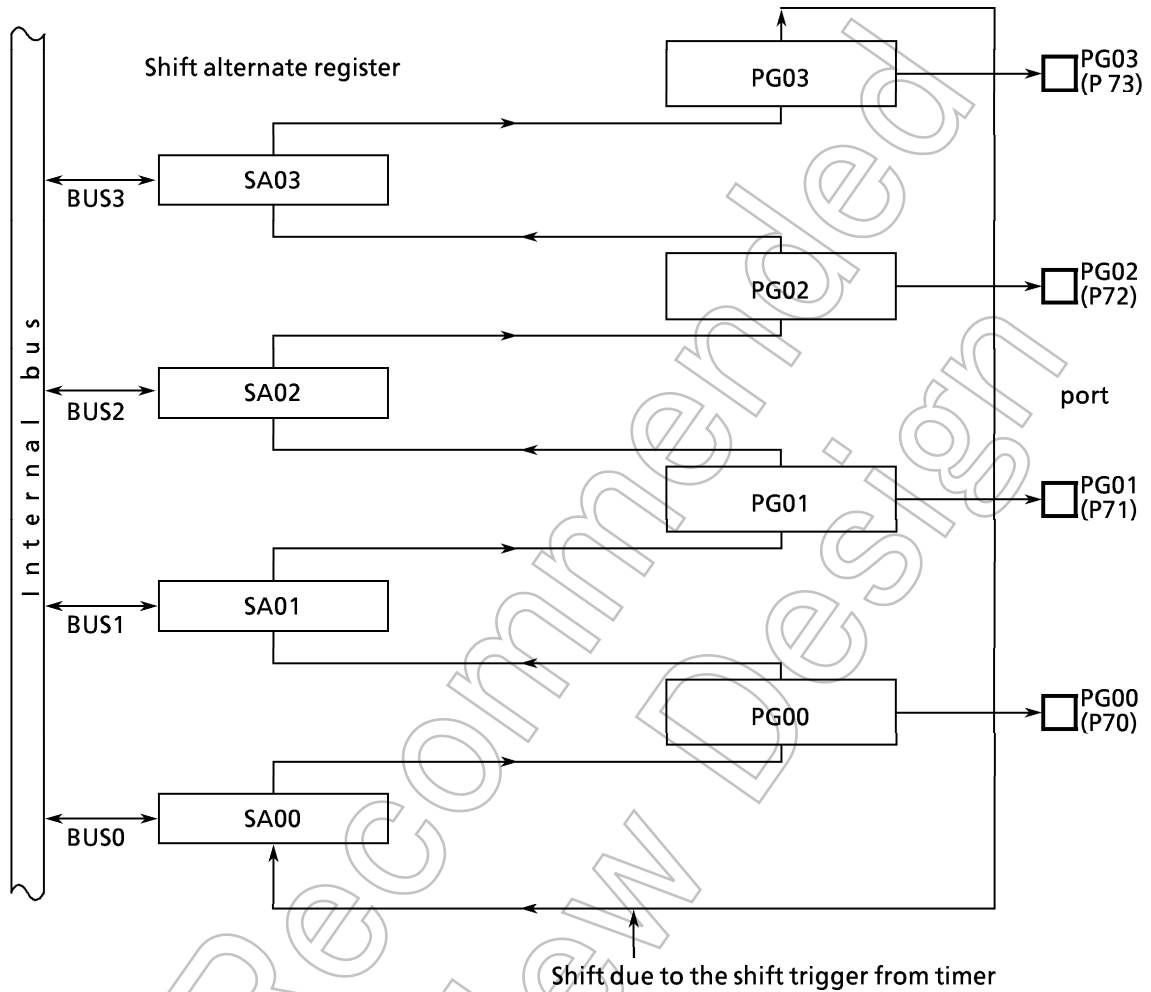 Shift alternate register
PG03
PG03
(P 73)
SA03
BUS3
PG02
PG02
(P72)
Internal bus
SA02
BUS2
port
PG01
PG01
(P71)
SA01
BUS1
PG00
PG00
(P70)
SA00
BUS0
Shift due to the shift trigger from timer
Recommended
ew Design